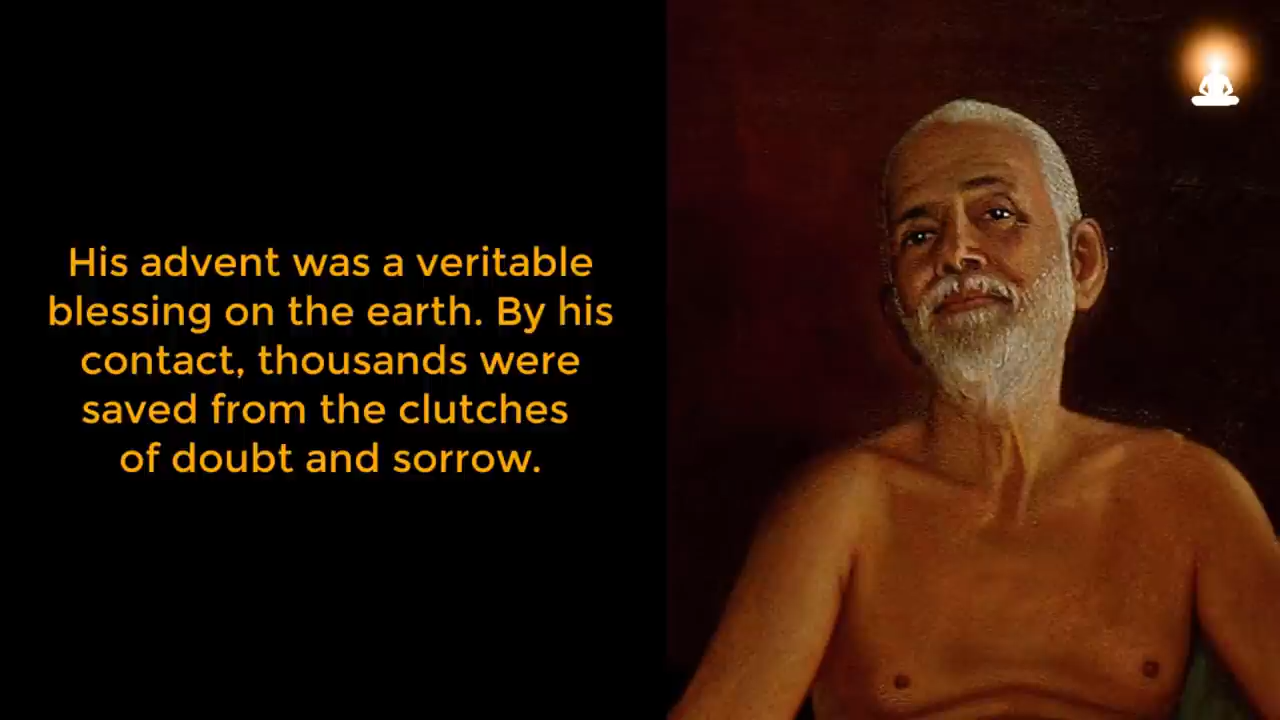 His advent was a veritable
blessing on the earth. By his
contact, thousands were
saved from the clutches
of doubt and sorrow.